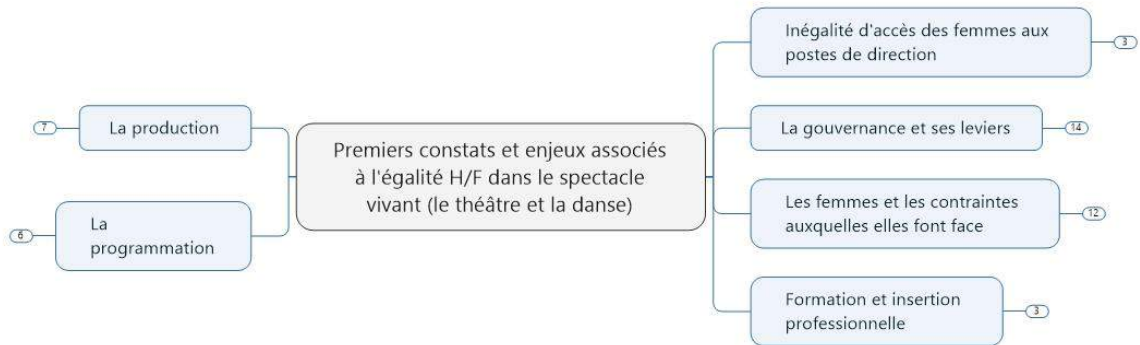 Premiers constats et enjeux associés
à l'égalité H/F dans le spectacle
vivant (le théâtre et la danse)
Inégalité d'accès des femmes aux
postes de direction
3
La gouvernance et ses leviers
14
Les femmes et les contraintes
auxquelles elles font face
12
Formation et insertion
professionnelle
3
La production
7
La
programmation
6